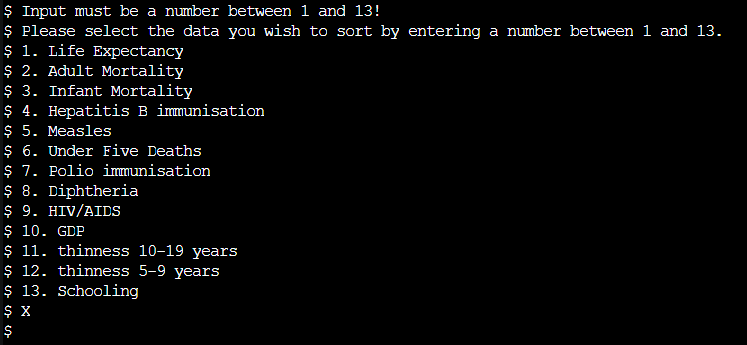 $ Input must be a number between 1 and 13!
$ Please select the data you wish to sort by entering a number between 1 and 13.
$ 1. Life Expectancy
$ 2. Adult Mortality
$ 3. Infant Mortality
$ 4. Hepatitis B immunisation
$ 5. Measles
$ 6. Under Five Deaths
$ 7. Polio immunisation
$ 8. Diphtheria
$ 9. HIV/AIDS
$ 10. GDP
$ 11. thinness 10-19 years
$ 12. thinness 5-9 years
$ 13. Schooling
$ X
$